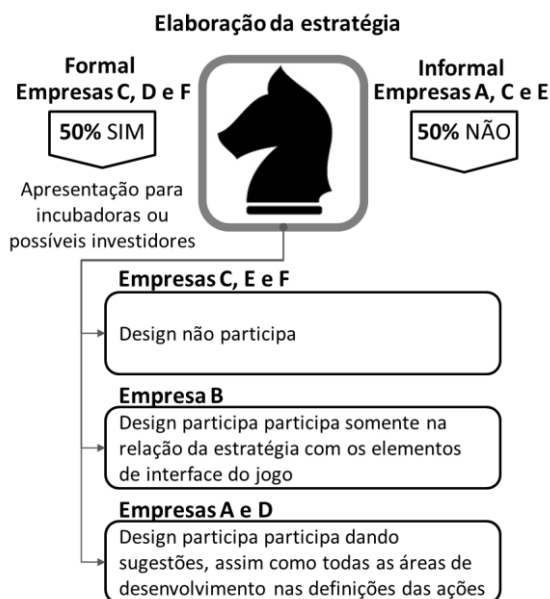 Elaboração da estratégia
Formal
Empresas C, D e F
50% SIM
Apresentação para
incubadoras ou
possíveis investidores
Informal
Empresas A, C e E
50% NÃO
Empresas C, E e F
Design não participa
Empresa B
Design participa participa somente na
relação da estratégia com os elementos
de interface do jogo
Empresas A e D
Design participa participa dando
sugestões, assim como todas as áreas de
desenvolvimento nas definições das ações